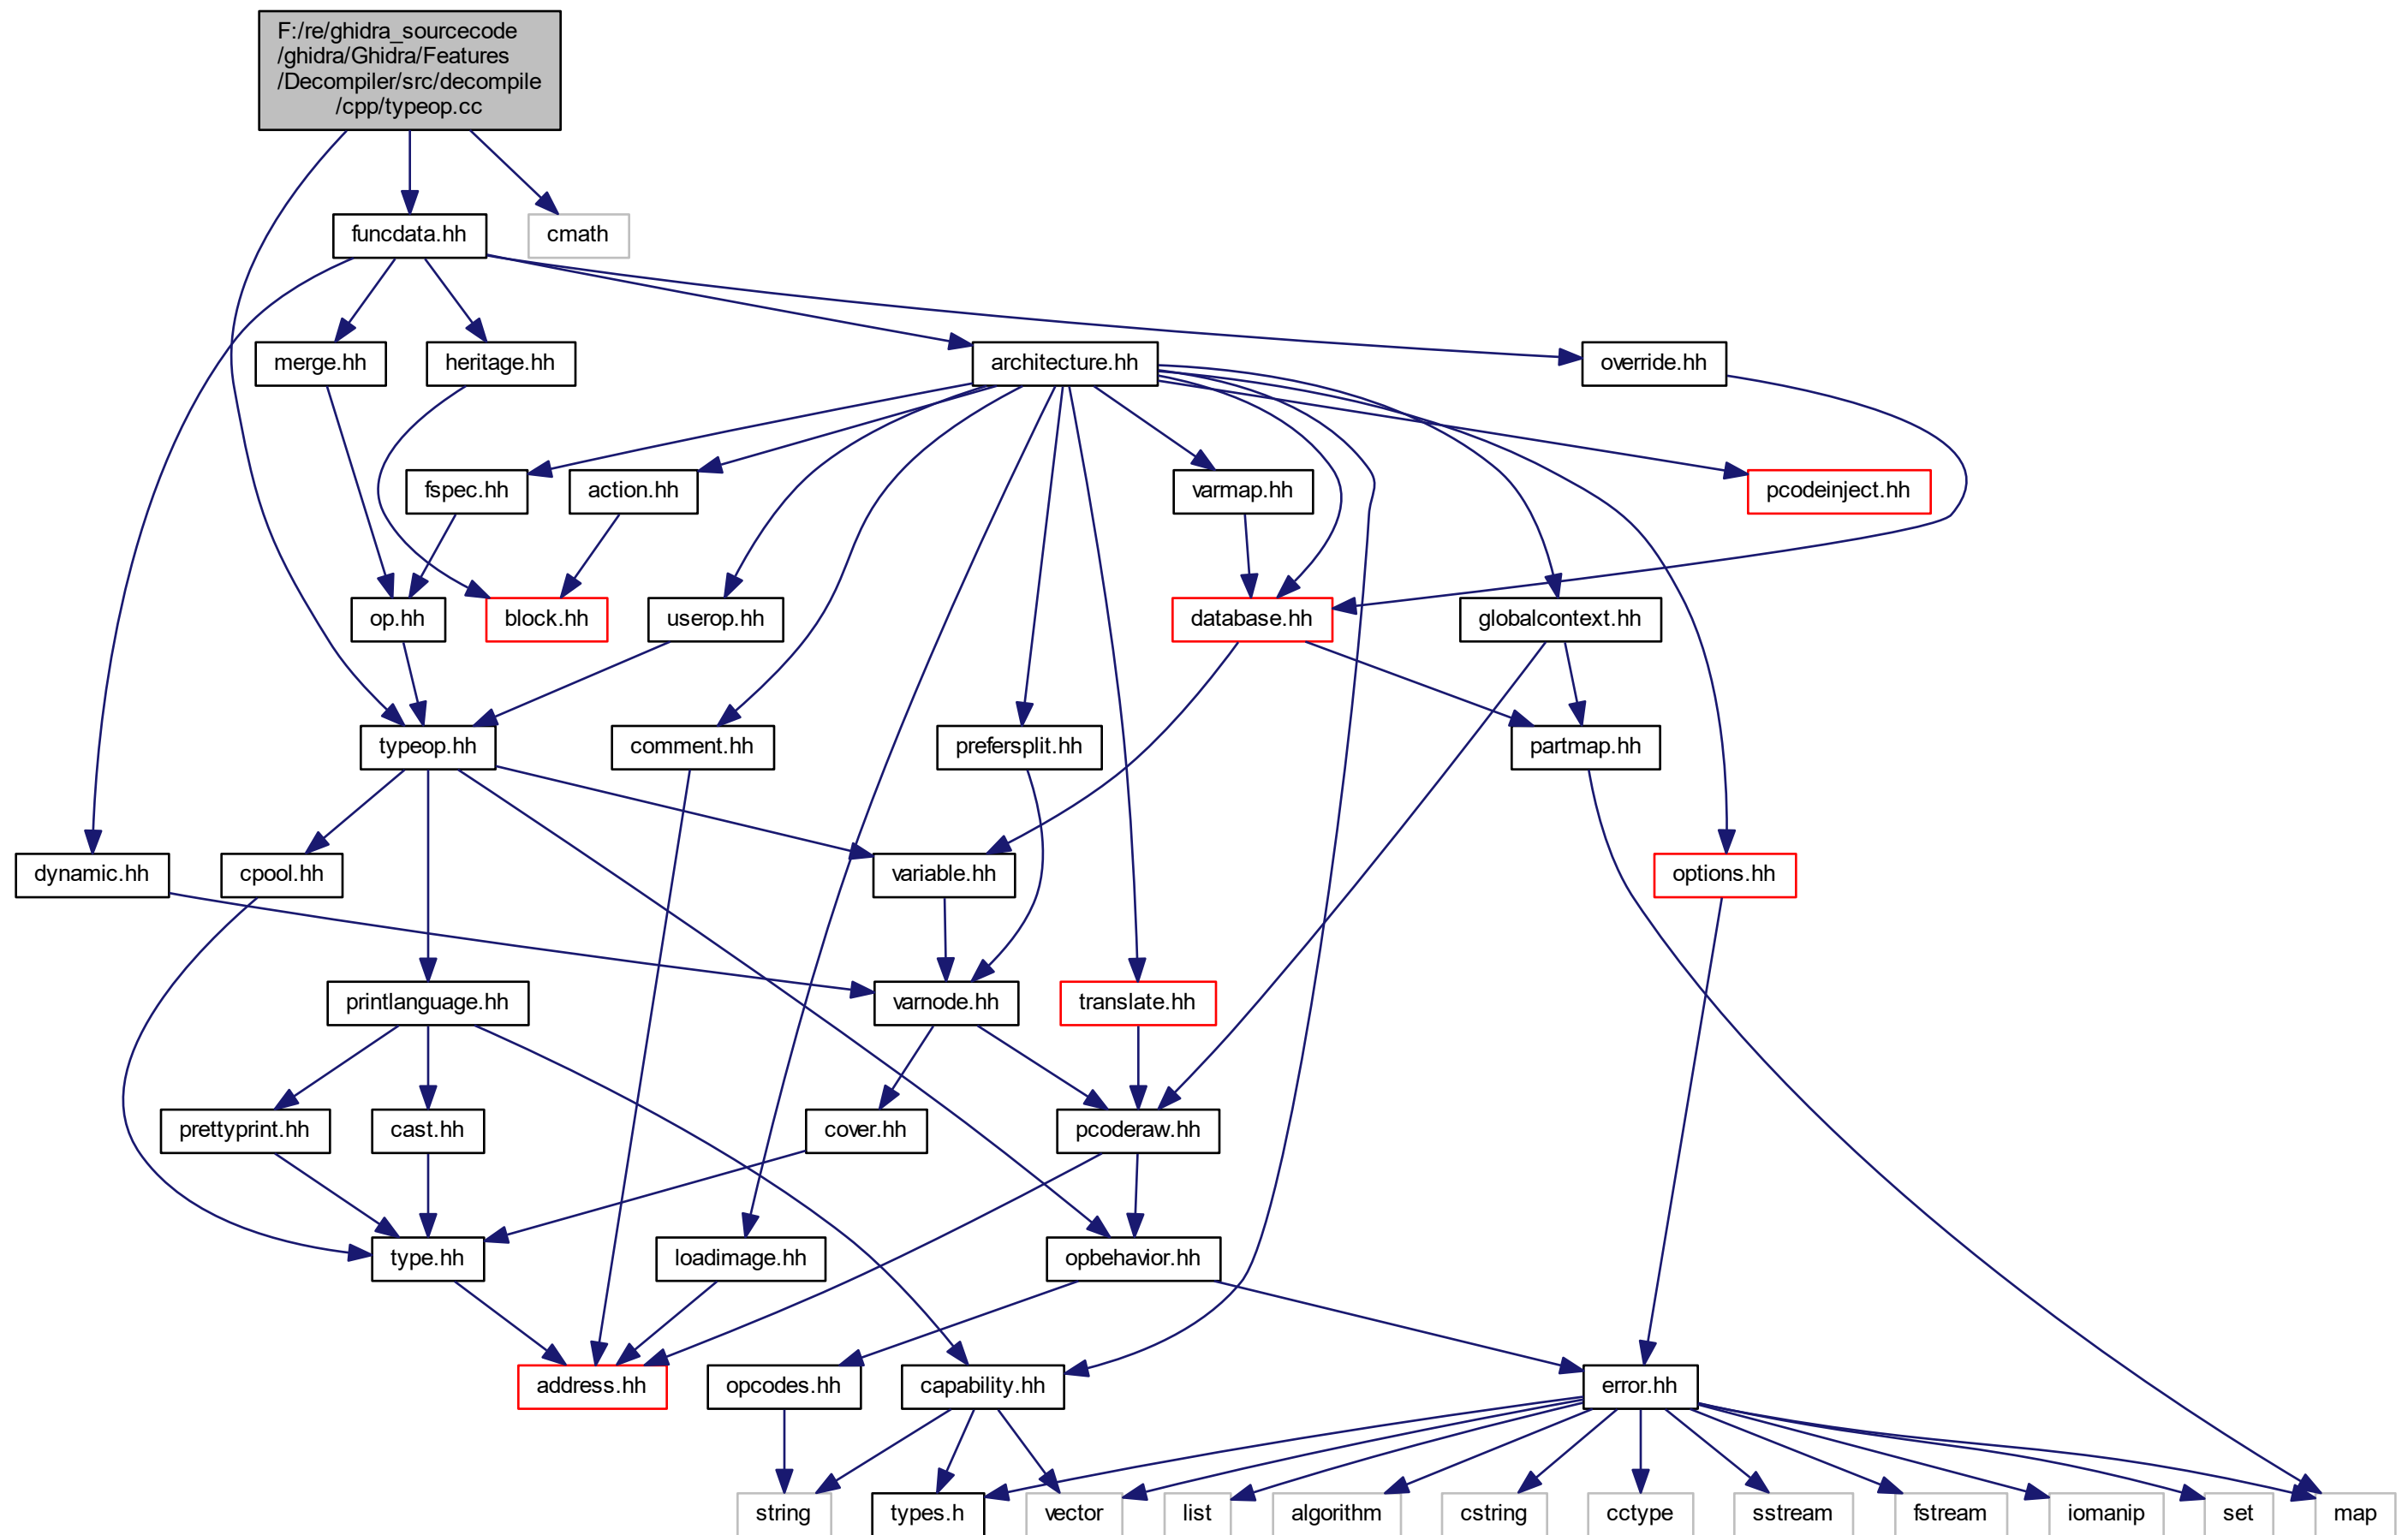 F:/re/ghidra_sourcecode
/ghidra/Ghidra/Features
/Decompiler/src/decompile
/cpp/typeop.cc
funcdata.hh
cmath
merge.hh
heritage.hh
architecture.hh
override.hh
fspec.hh
action.hh
varmap.hh
pcodeinject.hh
op.hh
block.hh
userop.hh
database.hh
globalcontext.hh
typeop.hh
comment.hh
prefersplit.hh
partmap.hh
dynamic.hh
cpool.hh
variable.hh
options.hh
printlanguage.hh
varnode.hh
translate.hh
prettyprint.hh
cast.hh
cover.hh
pcoderaw.hh
type.hh
loadimage.hh
opbehavior.hh
address.hh
opcodes.hh
capability.hh
error.hh
string
types.h
vector
list
algorithm
cstring
cctype
sstream
fstream
iomanip
set
map